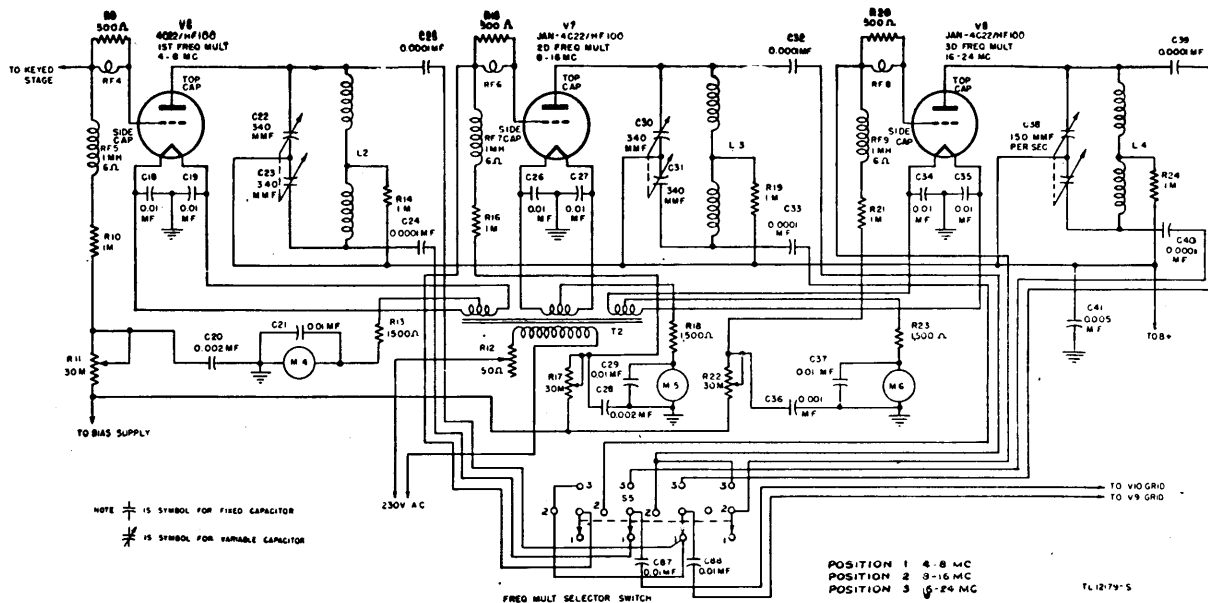 R9
500Ω
V6
4C22/HF100
1ST FREQ MULT
4-8 MC
C25
0.0001MF
R15
500Ω
V7
JAN-4C22/HF100
2D FREQ MULT
8-16 MC
C32
0.0001MF
R20
500Ω
V8
JAN-4C22/HF100
3D FREQ MULT
16-24 MC
C39
0.0001MF
TO KEYED
STAGE
RF4
TOP
CAP
RF6
TOP
CAP
RF8
TOP
CAP
SIDE
CAP
RF5
1MH
6Ω
C22
340
MMF
C23
340
MMF
L2
SIDE
CAP
RF7
1MH
6Ω
C30
340
MMF
C31
340
MMF
L3
SIDE
CAP
RF9
1MH
6Ω
C38
150 MMF
PER SEC
L4
C18
0.01
MF
C19
0.01
MF
R14
1M
C24
0.0001
MF
C26
0.01
MF
C27
0.01
MF
R19
1M
C33
0.0001
MF
C34
0.01
MF
C35
0.01
MF
R24
1M
C40
0.0001
MF
R10
1M
R16
1M
R21
1M
C41
0.005
MF
TO B+
T2
C21
0.01MF
C20
0.002MF
M4
R13
1500Ω
R12
50Ω
R11
30M
R17
30M
C29
0.01MF
C28
0.002MF
R18
1500Ω
M5
R22
30M
C36
0.001
MF
C37
0.01
MF
R23
1,500Ω
M6
TO BIAS SUPPLY
230V AC
3
3
3
3
S5
2
2
2
2
1
1
1
1
C87
0.01MF
C88
0.01MF
TO V10 GRID
TO V9 GRID
NOTE IS SYMBOL FOR FIXED CAPACITOR
IS SYMBOL FOR VARIABLE CAPACITOR
FREQ MULT SELECTOR SWITCH
POSITION 1 4-8 MC
POSITION 2 8-16 MC
POSITION 3 16-24 MC
TL12179-S